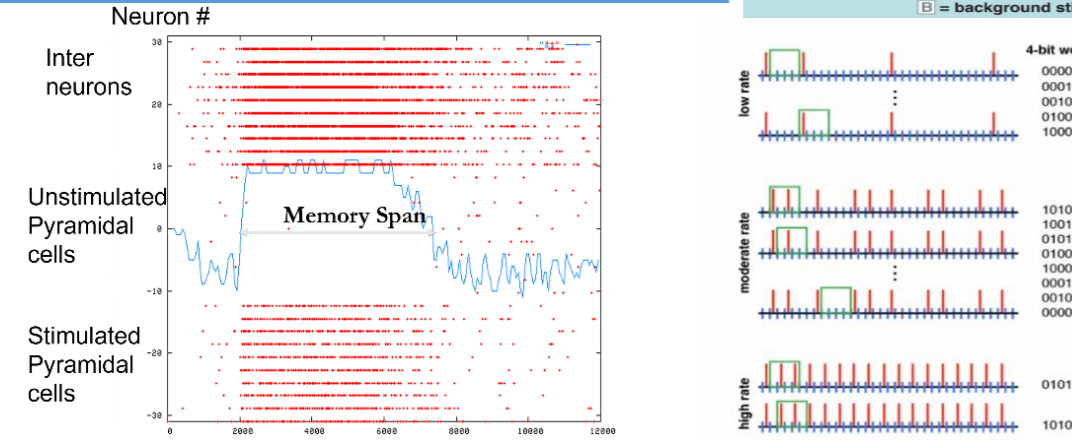 Neuron #
B = background sti
Inter
neurons
Unstimulated
Pyramidal
cells
Stimulated
Pyramidal
cells
30
20
10
0
-10
-20
-30
Memory Span
0
2000
4000
6000
8000
10000
12000
4-bit wo
low rate
0000
0001
0010
0100
1000
moderate rate
1010
1001
0101
0100
1000
0001
0010
0000
high rate
0101
1010